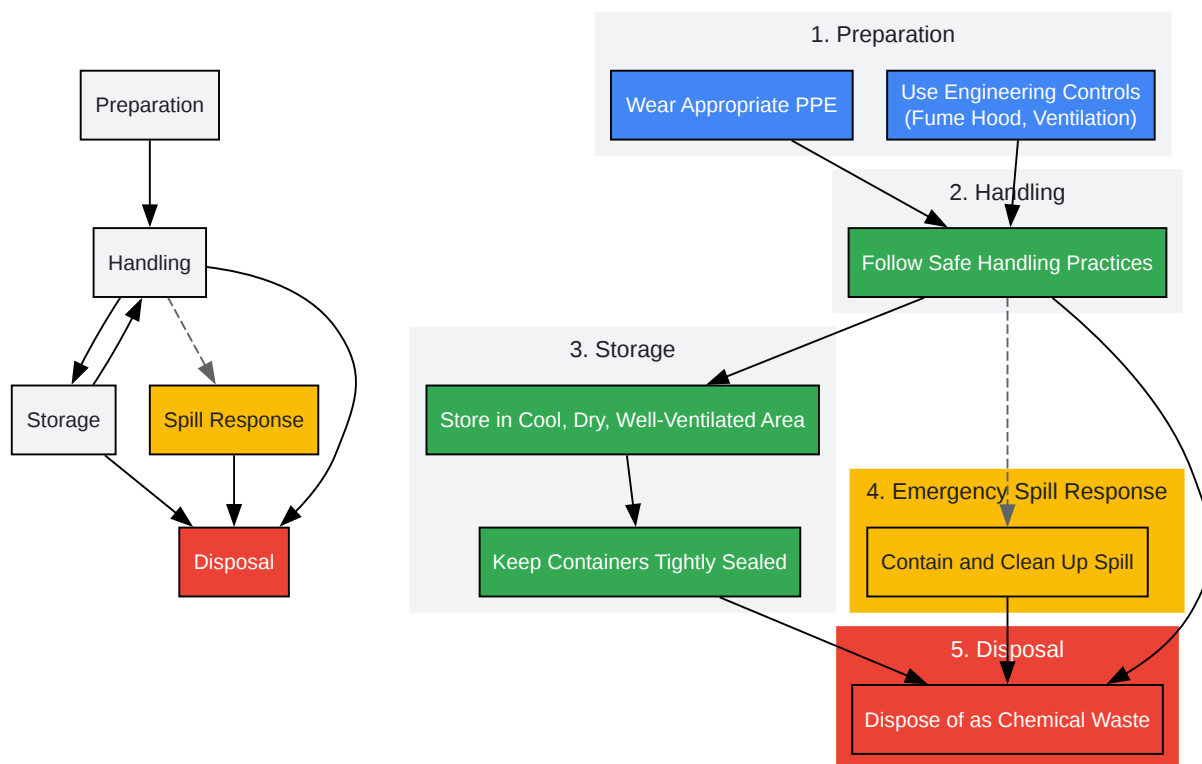 Preparation
Handling
Storage
Spill Response
Disposal
1. Preparation
Wear Appropriate PPE
Use Engineering Controls
(Fume Hood, Ventilation)
2. Handling
Follow Safe Handling Practices
3. Storage
Store in Cool, Dry, Well-Ventilated Area
Keep Containers Tightly Sealed
4. Emergency Spill Response
Contain and Clean Up Spill
5. Disposal
Dispose of as Chemical Waste